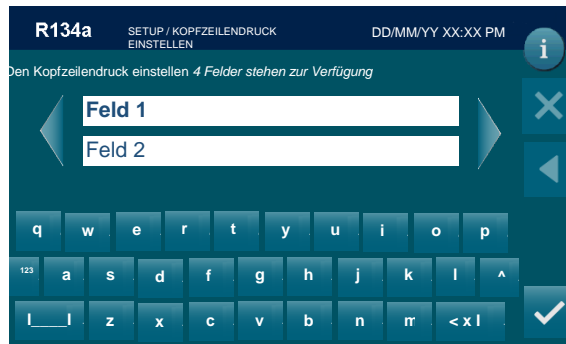 R134a SETUP / KOPFZEILENDRUCK DD/MM/YY XX:XX PM
EINSTELLEN
i
Den Kopfzeilendruck einstellen 4 Felder stehen zur Verfügung
Feld 1
Feld 2
q w e r t y u i o p
123 a s d f g h j k l ^
I___I z x c v b n m < x I